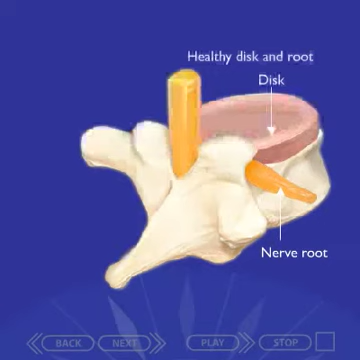 Healthy disk and root
Disk
Nerve root
BACK NEXT PLAY STOP